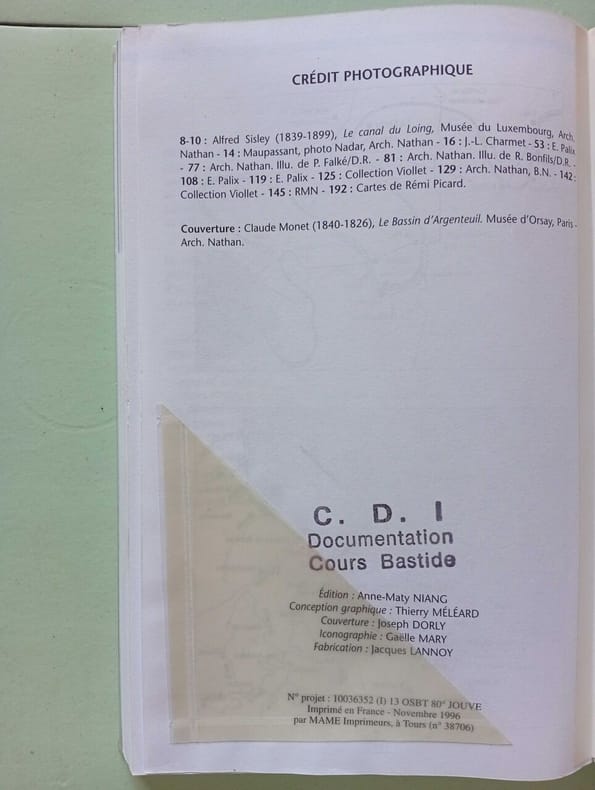 CRÉDIT PHOTOGRAPHIQUE
8-10 : Alfred Sisley (1839-1899), Le canal du Loing, Musée du Luxembourg, Arch.
Nathan - 14 : Maupassant, photo Nadar, Arch. Nathan - 16 : J.-L. Charmet - 53 : E. Palix
- 77 : Arch. Nathan. Illu. de P. Falké/D.R. - 81 : Arch. Nathan. Illu. de R. Bonfils/D.R. -
108 : E. Palix - 119 : E. Palix - 125 : Collection Viollet - 129 : Arch. Nathan, B.N. - 142 :
Collection Viollet - 145 : RMN - 192 : Cartes de Rémi Picard.
Couverture : Claude Monet (1840-1826), Le Bassin d'Argenteuil. Musée d'Orsay, Paris -
Arch. Nathan.
C. D. I
Documentation
Cours Bastide
Édition : Anne-Maty NIANG
Conception graphique : Thierry MÉLÉARD
Couverture : Joseph DORLY
Iconographie : Gaëlle MARY
Fabrication : Jacques LANNOY
N° projet : 10036352 (I) 13 OSBT 80° JOUVE
Imprimé en France - Novembre 1996
par MAME Imprimeurs, à Tours (n° 38706)